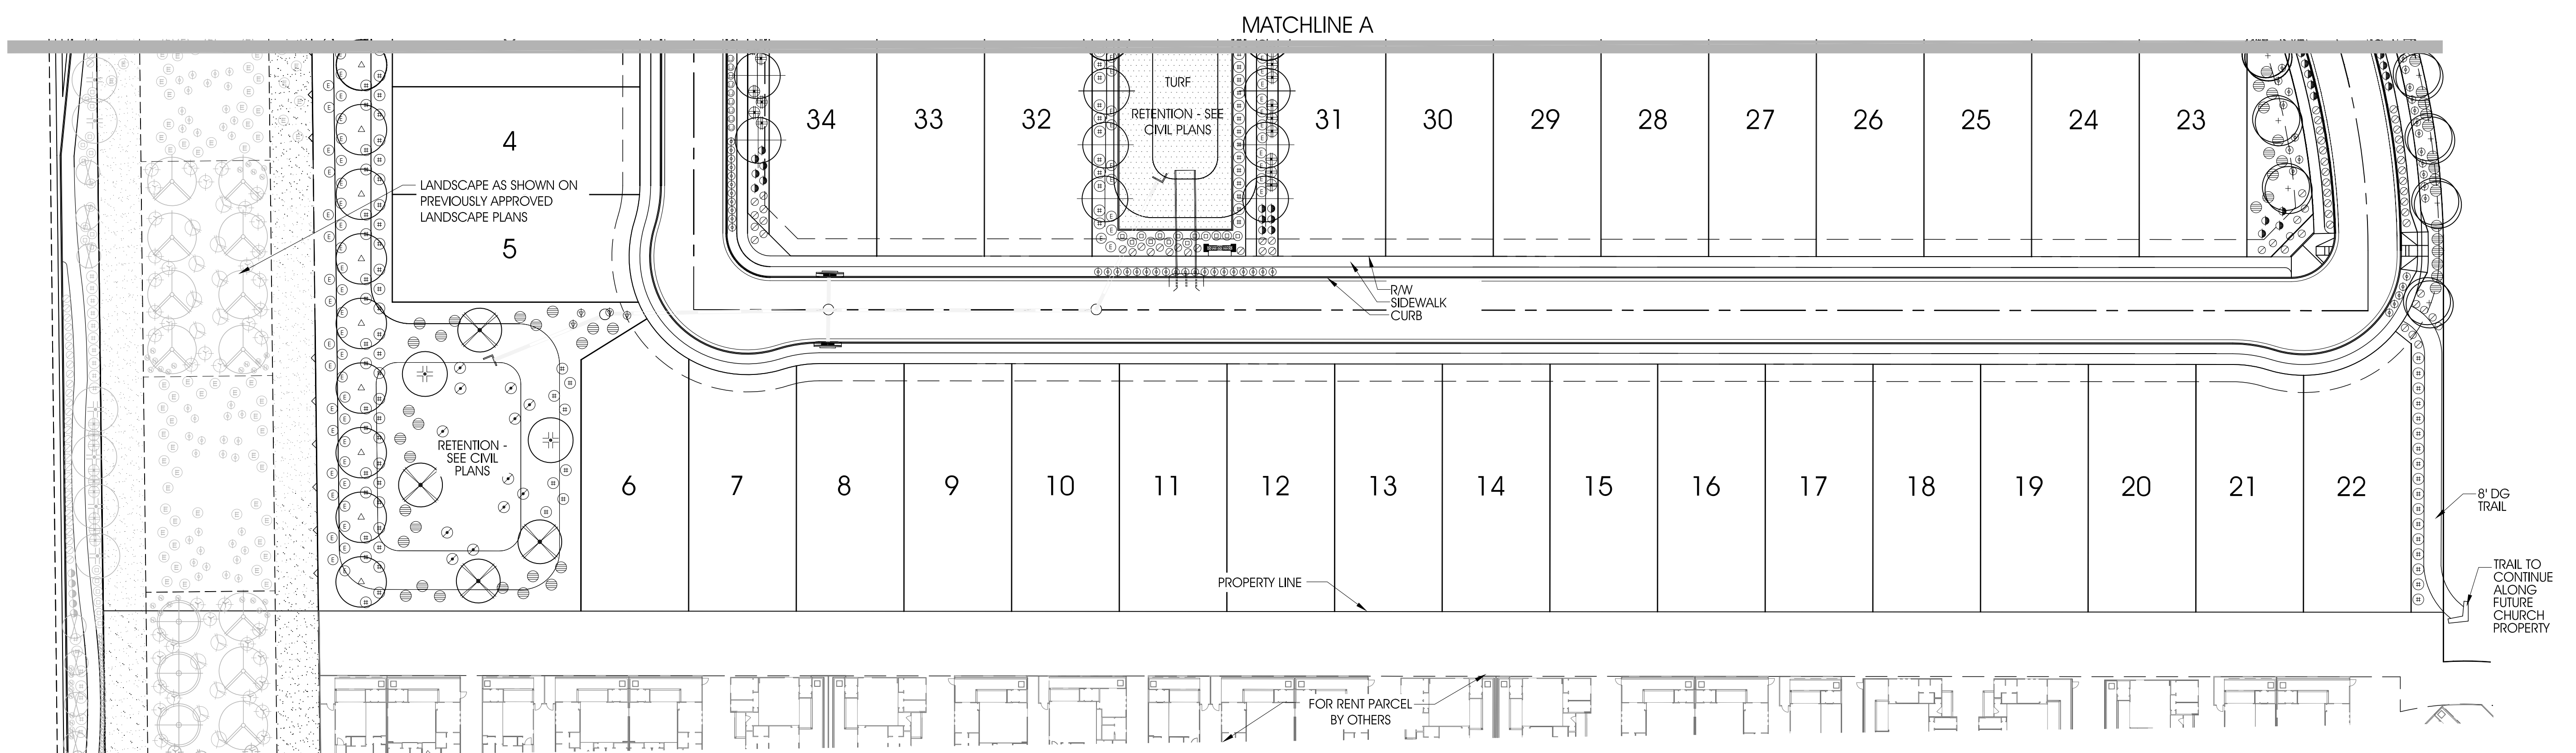 MATCHLINE A
TURF
RETENTION - SEE
CIVIL PLANS
34
33
32
31
30
29
28
27
26
25
24
23
4
LANDSCAPE AS SHOWN ON
PREVIOUSLY APPROVED
LANDSCAPE PLANS
5
R/W
SIDEWALK
CURB
RETENTION -
SEE CIVIL
PLANS
6
7
8
9
10
11
12
13
14
15
16
17
18
19
20
21
22
8' DG
TRAIL
PROPERTY LINE
TRAIL TO
CONTINUE
ALONG
FUTURE
CHURCH
PROPERTY
FOR RENT PARCEL
BY OTHERS